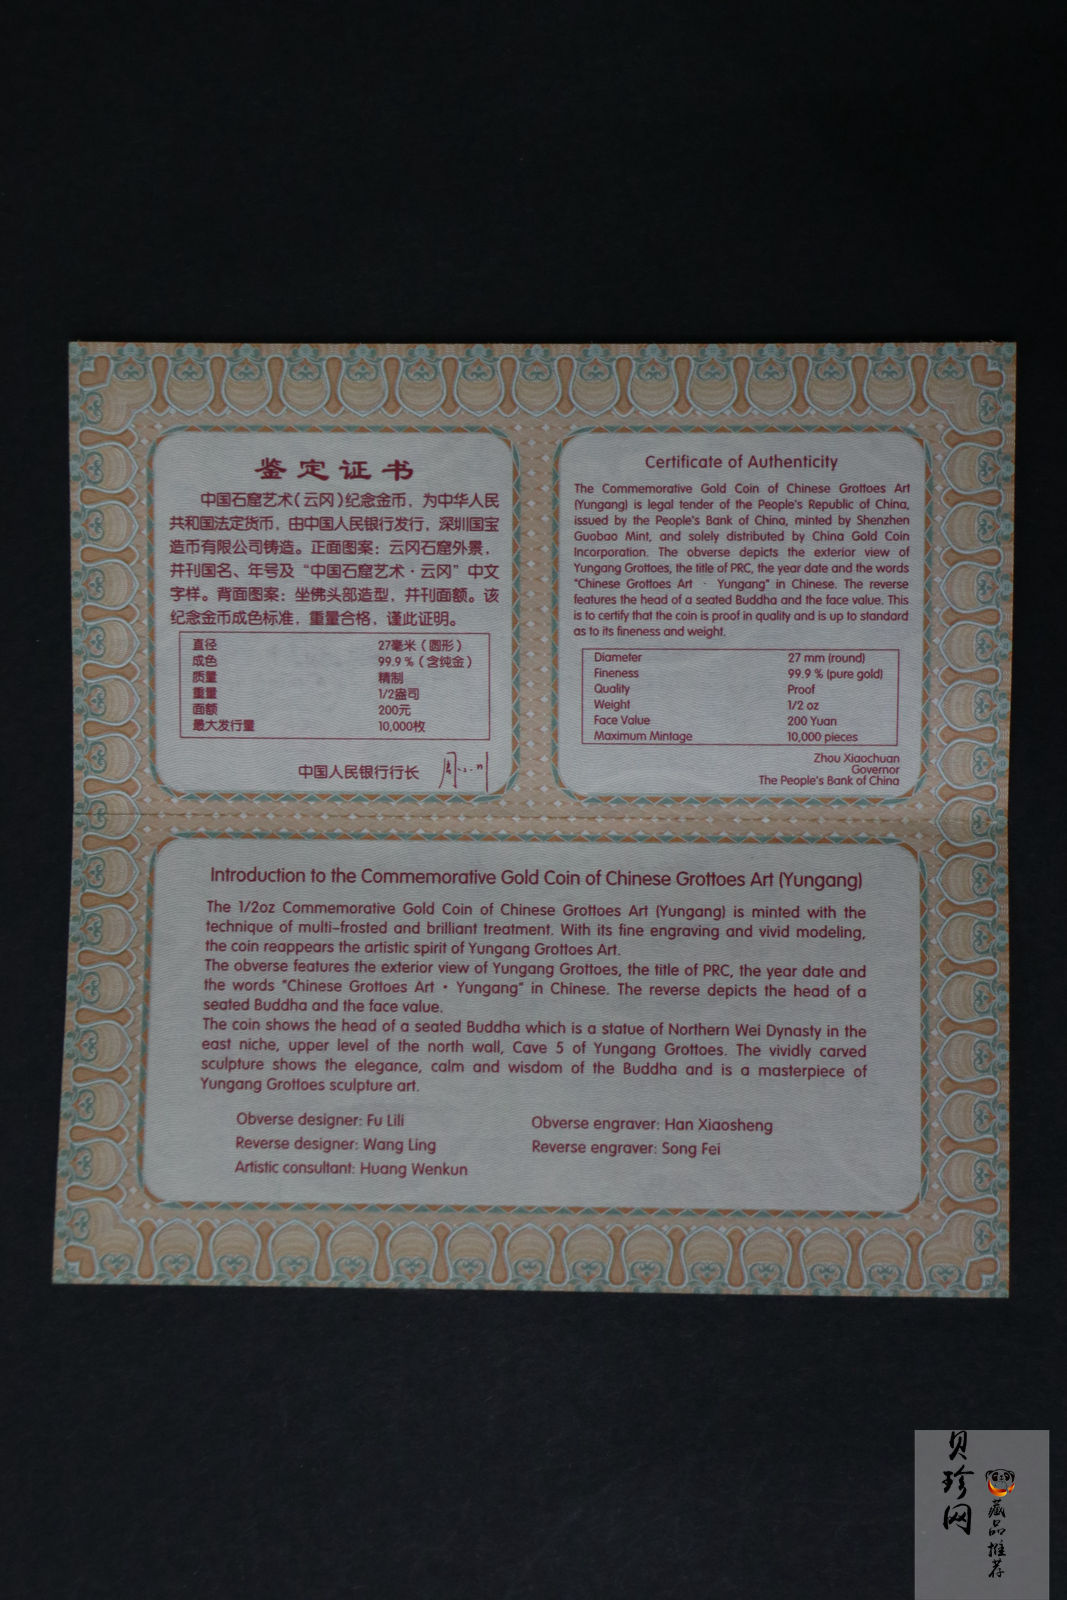 鉴定证书
中国石窟艺术（云冈）纪念金币，为中华人民
共和国法定货币，由中国人民银行发行，深圳国宝
造币有限公司铸造。正面图案：云冈石窟外景，
并刊国名、年号及“中国石窟艺术·云冈”中文
字样。背面图案：坐佛头部造型，并刊面额。该
纪念金币成色标准，重量合格，谨此证明。
直径 27毫米（圆形）
成色 99.9 %（含纯金）
质量 精制
重量 1/2盎司
面额 200元
最大发行量 10,000枚
中国人民银行行长
Certificate of Authenticity
The Commemorative Gold Coin of Chinese Grottoes Art
(Yungang) is legal tender of the People's Republic of China,
issued by the People's Bank of China, minted by Shenzhen
Guobao Mint, and solely distributed by China Gold Coin
Incorporation. The obverse depicts the exterior view of
Yungang Grottoes, the title of PRC, the year date and the words
"Chinese Grottoes Art · Yungang" in Chinese. The reverse
features the head of a seated Buddha and the face value. This
is to certify that the coin is proof in quality and is up to standard
as to its fineness and weight.
Diameter 27 mm (round)
Fineness 99.9 % (pure gold)
Quality Proof
Weight 1/2 oz
Face Value 200 Yuan
Maximum Mintage 10,000 pieces
Zhou Xiaochuan
Governor
The People's Bank of China
Introduction to the Commemorative Gold Coin of Chinese Grottoes Art (Yungang)
The 1/2oz Commemorative Gold Coin of Chinese Grottoes Art (Yungang) is minted with the
technique of multi-frosted and brilliant treatment. With its fine engraving and vivid modeling,
the coin reappears the artistic spirit of Yungang Grottoes Art.
The obverse features the exterior view of Yungang Grottoes, the title of PRC, the year date and
the words "Chinese Grottoes Art · Yungang" in Chinese. The reverse depicts the head of a
seated Buddha and the face value.
The coin shows the head of a seated Buddha which is a statue of Northern Wei Dynasty in the
east niche, upper level of the north wall, Cave 5 of Yungang Grottoes. The vividly carved
sculpture shows the elegance, calm and wisdom of the Buddha and is a masterpiece of
Yungang Grottoes sculpture art.
Obverse designer: Fu Lili
Obverse engraver: Han Xiaosheng
Reverse designer: Wang Ling
Reverse engraver: Song Fei
Artistic consultant: Huang Wenkun
贝珍网
藏品推荐